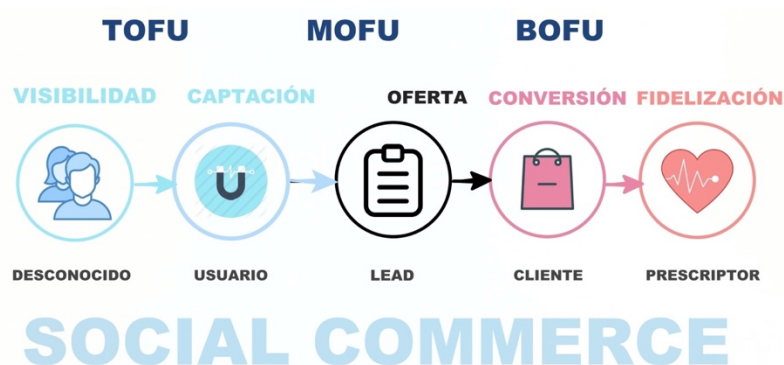 TOFU MOFU BOFU
VISIBILIDAD CAPTACIÓN OFERTA CONVERSIÓN FIDELIZACIÓN
DESCONOCIDO USUARIO LEAD CLIENTE PRESCRIPTOR
SOCIAL COMMERCE